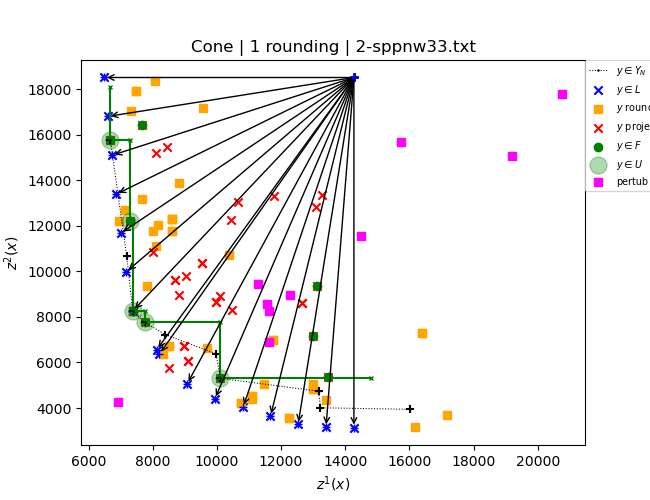 Cone | 1 rounding | 2-sppnw33.txt
z²(x)
18000
16000
14000
12000
10000
8000
6000
4000
6000 8000 10000 12000 14000 16000 18000 20000
z¹(x)
y ∈ Y_N
y ∈ L
y roun
y proje
y ∈ F
y ∈ U
pertub